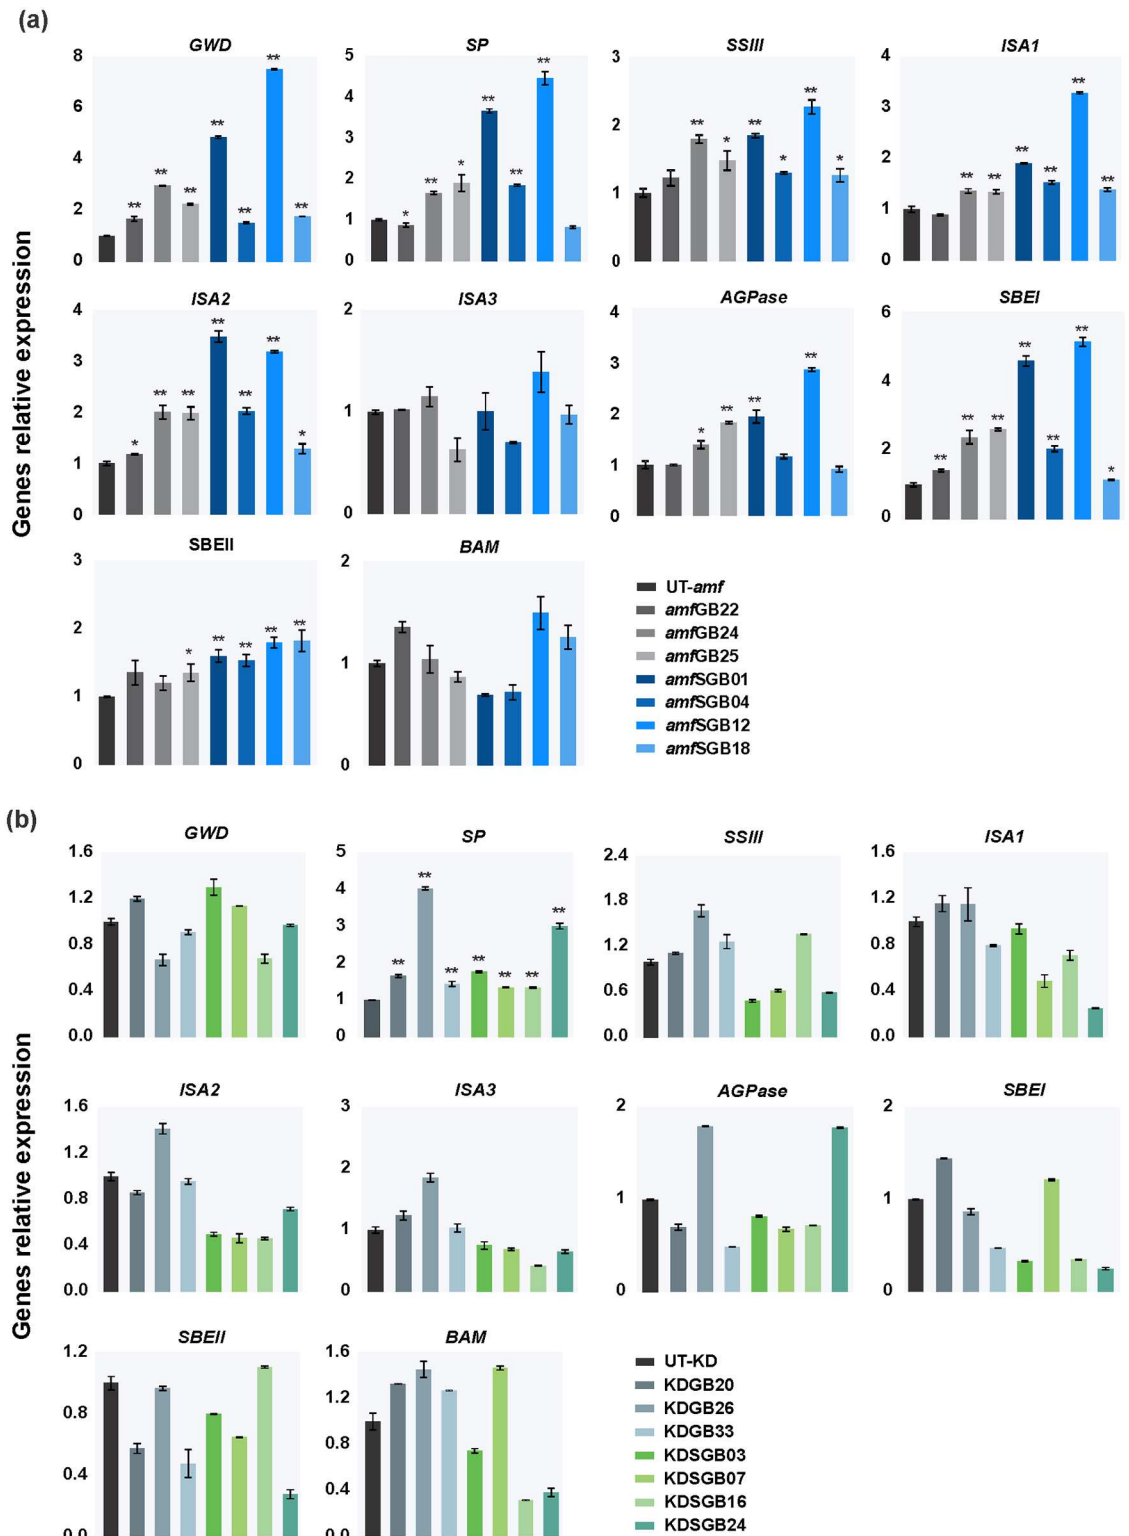 (a)
GWD SP SSIII ISA1
8 5 3 4
6 4 2 3
4 3 1 2
2 2 0 1
0 1 0
0
** ** ** ** ** ** **
* ** * ** ** **
** * ** * ** *
** ** ** ** ** **
Genes relative expression
ISA2 ISA3 AGPase SBEI
4 2 4 6
3 1 3 4
2 0 2 2
1 1 0
0 0
* ** ** ** ** ** *
* ** ** **
** ** ** ** ** ** *
SBEII BAM
3 2
2 1
1 0
0
* ** ** ** **
UT-amf
amfGB22
amfGB24
amfGB25
amfSGB01
amfSGB04
amfSGB12
amfSGB18
(b)
GWD SP SSIII ISA1
1.6 5 2.4 1.6
1.2 4 1.8 1.2
0.8 3 1.2 0.8
0.4 2 0.6 0.4
0.0 1 0.0 0.0
0
** ** ** ** ** ** **
Genes relative expression
ISA2 ISA3 AGPase SBEI
1.6 3 2 2
1.2 2 1 1
0.8 1 0 0
0.4 0
0.0
SBEII BAM
1.2 1.6
0.8 1.2
0.4 0.8
0.0 0.4
0.0
UT-KD
KDGB20
KDGB26
KDGB33
KDSGB03
KDSGB07
KDSGB16
KDSGB24